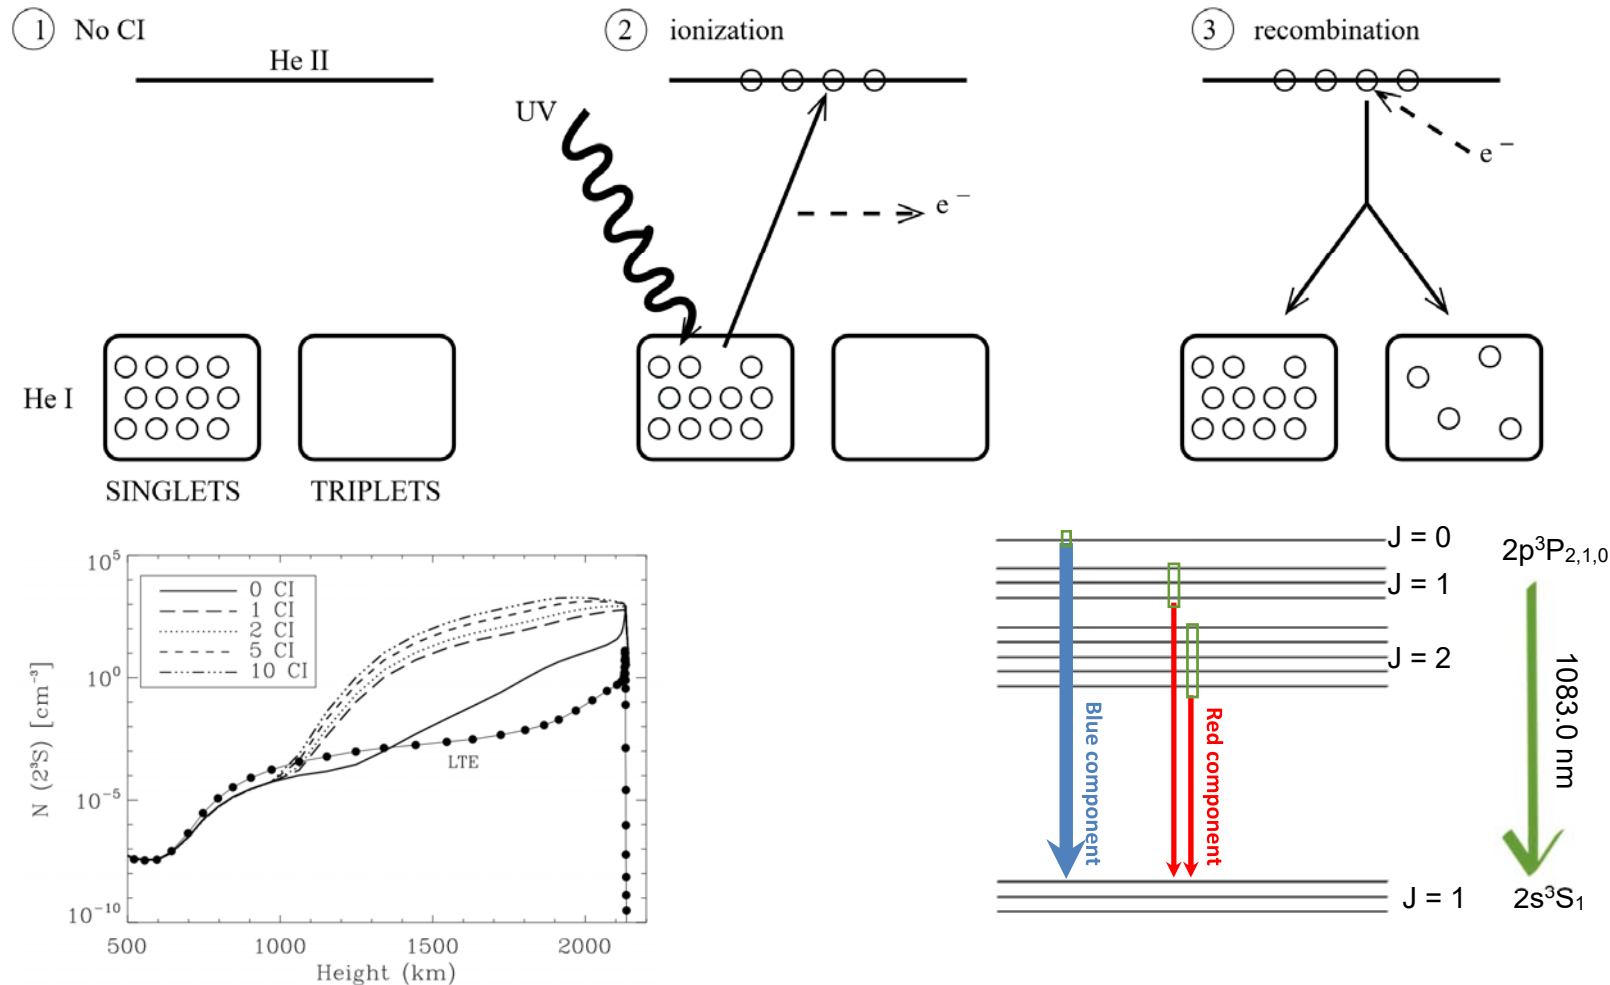 1 No CI
He II
2 ionization
3 recombination
UV
e⁻
e⁻
He I
SINGLETS
TRIPLETS
10⁵
10⁰
10⁻⁵
10⁻¹⁰
N (2³S) [cm⁻³]
0 CI
1 CI
2 CI
5 CI
10 CI
LTE
500
1000
1500
2000
Height (km)
J = 0
J = 1
J = 2
J = 1
Blue component
Red component
2p³P₂,₁,₀
1083.0 nm
2s³S₁